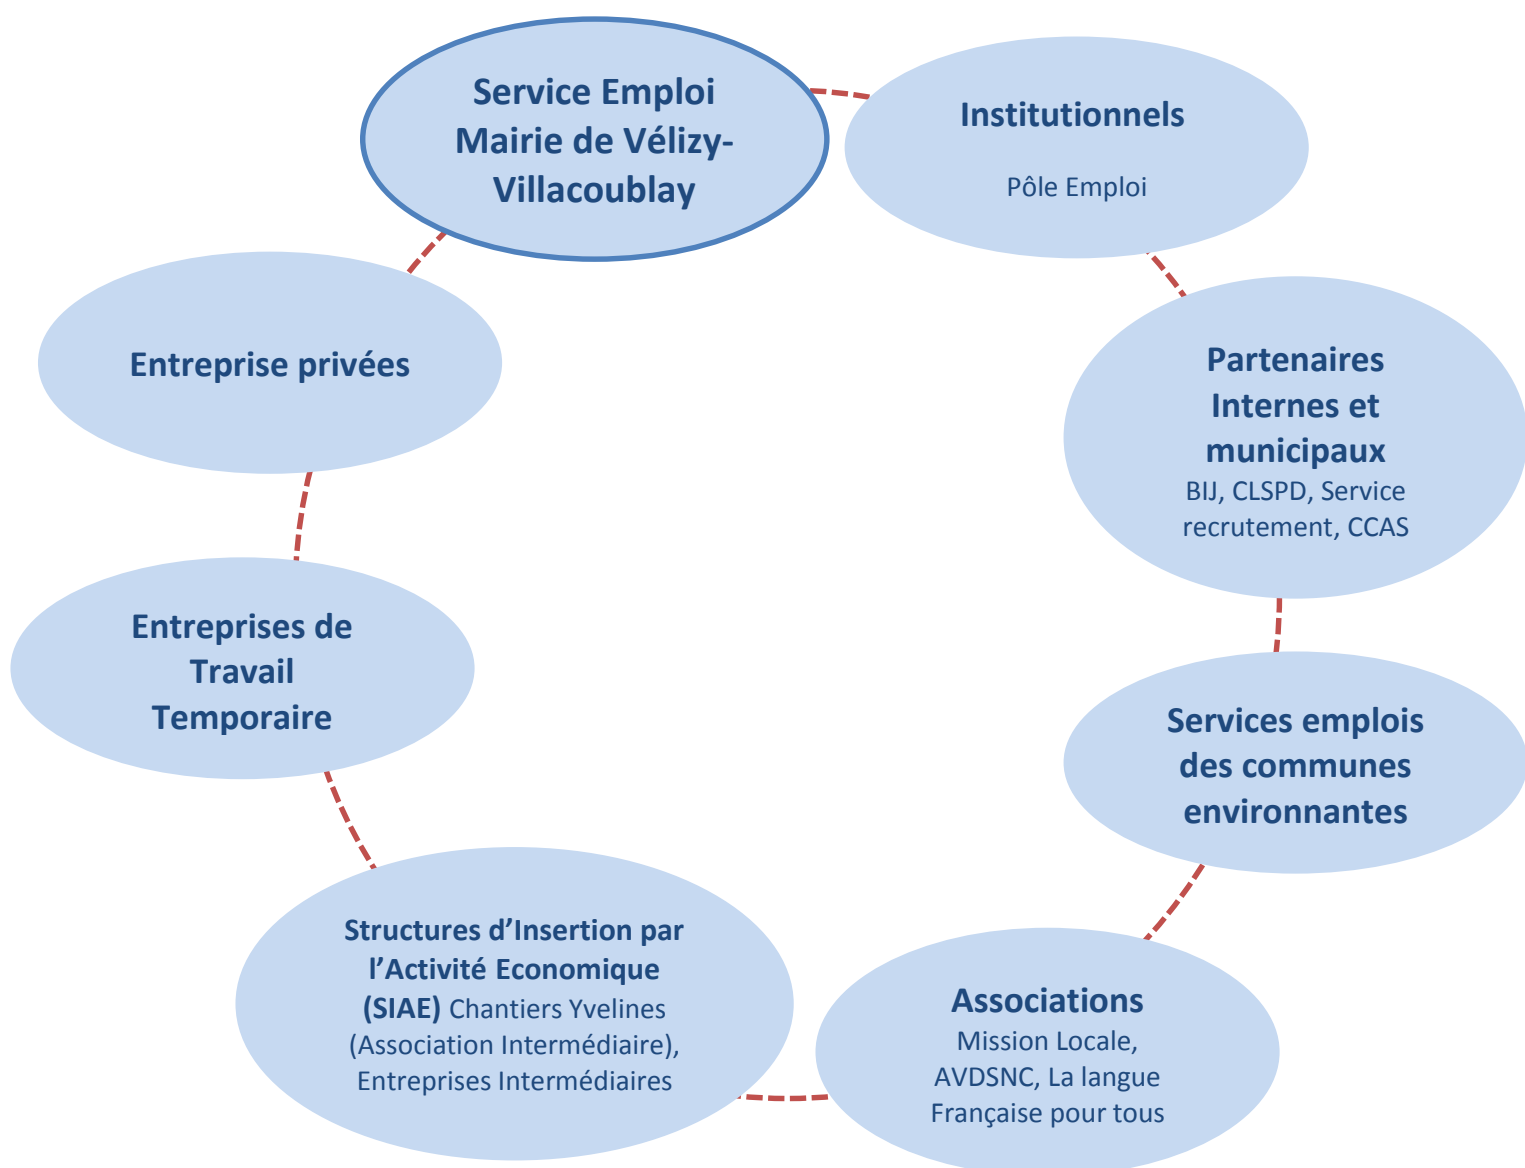 Service Emploi
Mairie de Vélizy-
Villacoublay
Institutionnels
Pôle Emploi
Partenaires
Internes et
municipaux
BIJ, CLSPD, Service
recrutement, CCAS
Services emplois
des communes
environnantes
Associations
Mission Locale,
AVDSNC, La langue
Française pour tous
Structures d’Insertion par
l’Activité Economique
(SIAE) Chantiers Yvelines
(Association Intermédiaire),
Entreprises Intermédiaires
Entreprises de
Travail
Temporaire
Entreprise privées